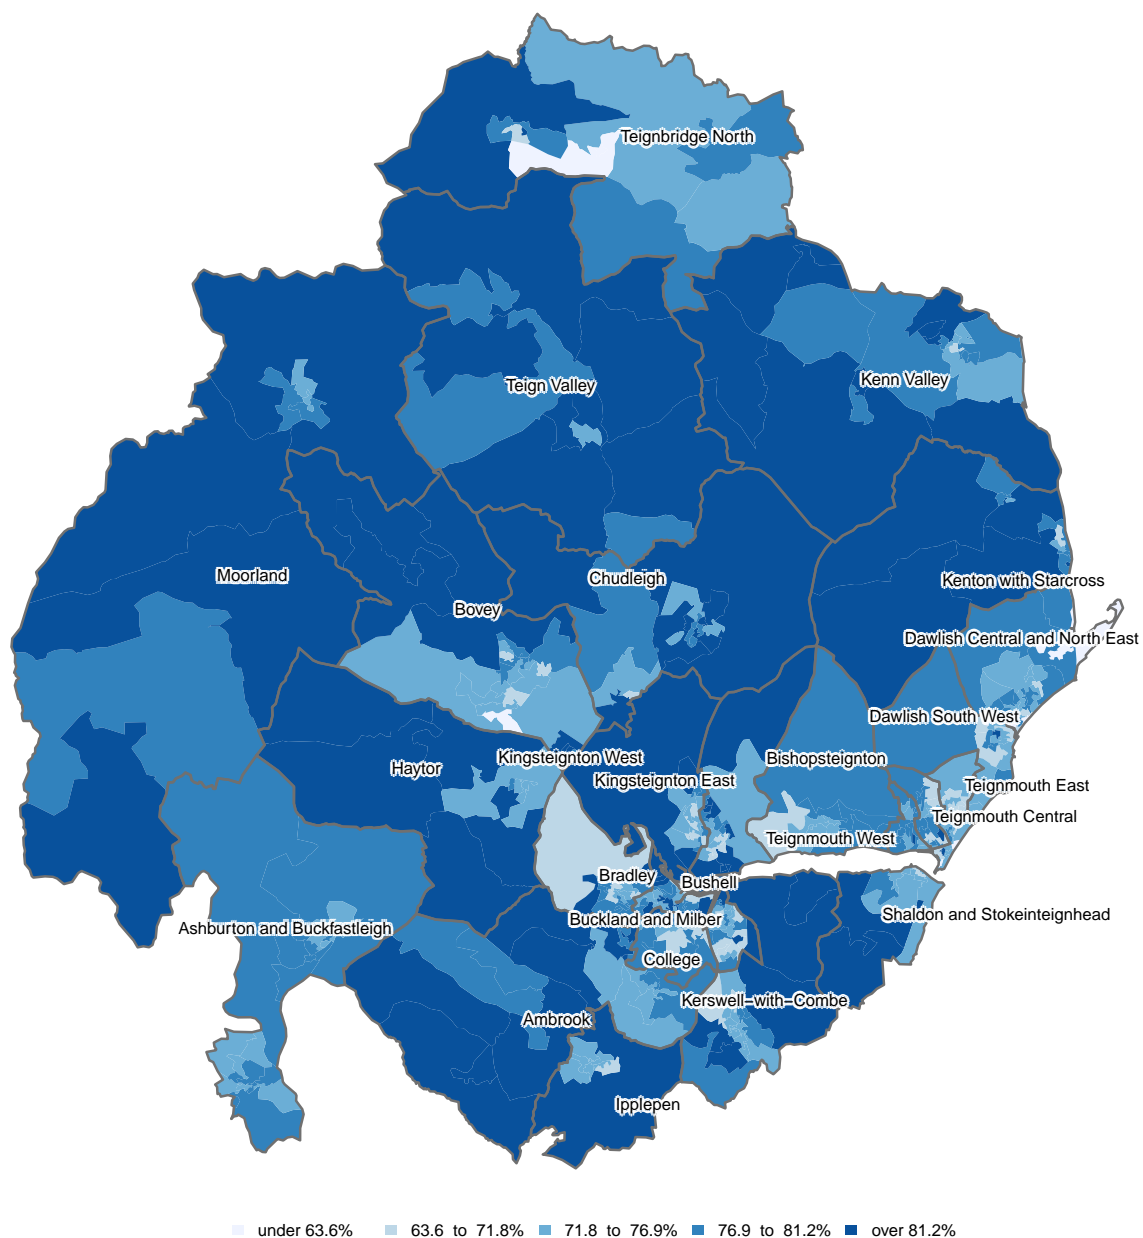 Teignbridge North
Kenn Valley
Teign Valley
Moorland
Chudleigh
Kenton with Starcross
Bovey
Dawlish Central and North East
Dawlish South West
Kingsteignton West
Bishopsteignton
Haytor
Kingsteignton East
Teignmouth East
Teignmouth Central
Teignmouth West
Bradley
Bushell
Shaldon and Stokeinteignhead
Buckland and Milber
Ashburton and Buckfastleigh
College
Kerswell-with-Combe
Ambrook
Ipplepen
under 63.6% 63.6 to 71.8% 71.8 to 76.9% 76.9 to 81.2% over 81.2%